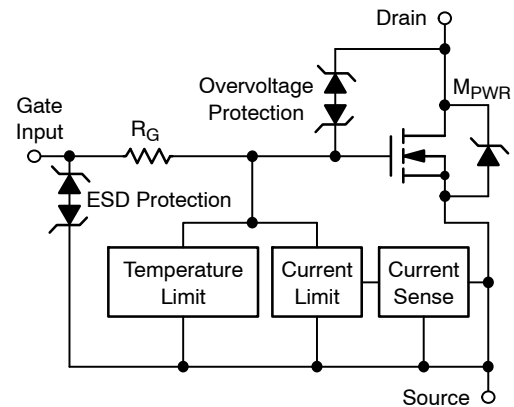 Drain
Overvoltage
Protection
MPWR
Gate
Input
RG
ESD Protection
Temperature
Limit
Current
Limit
Current
Sense
Source